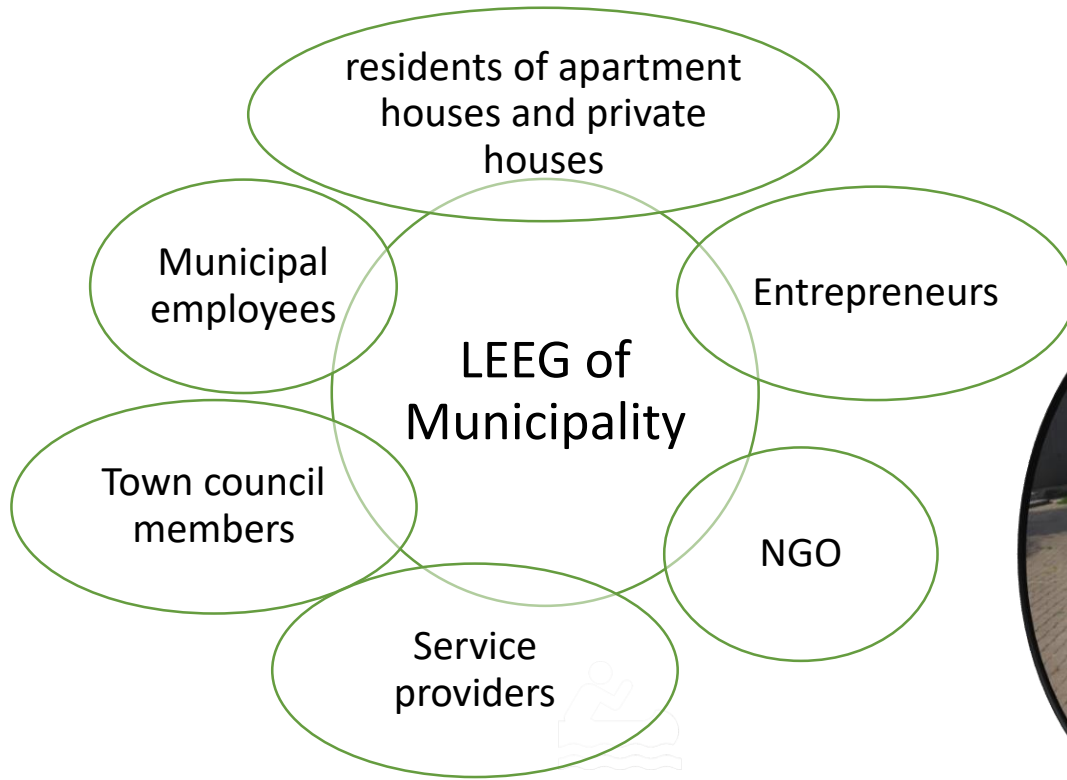 residents of apartment
houses and private
houses
Municipal
employees
Entrepreneurs
LEEG of
Municipality
Town council
members
NGO
Service
providers